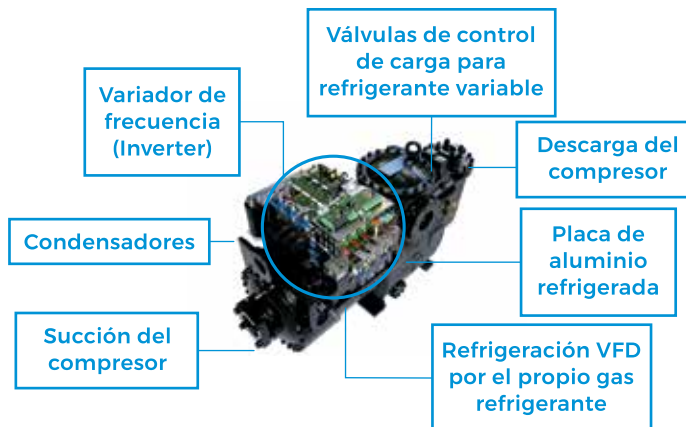 Válvulas de control
de carga para
refrigerante variable
Variador de
frecuencia
(Inverter)
Descarga del
compresor
Condensadores
Placa de
aluminio
refrigerada
Succión del
compresor
Refrigeración VFD
por el propio gas
refrigerante